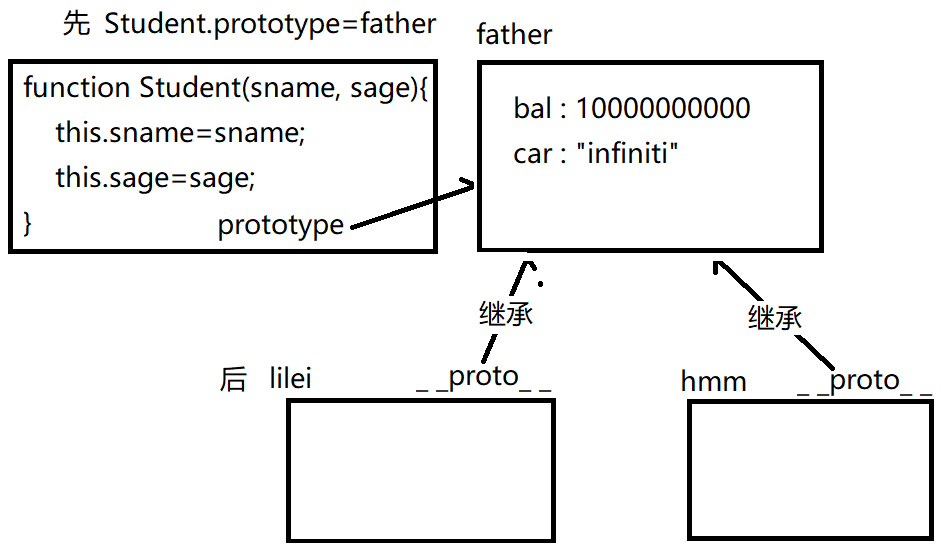 先 Student.prototype=father
father
function Student(sname, sage){
this.sname=sname;
this.sage=sage;
}
prototype
bal : 10000000000
car : "infiniti"
继承
继承
后 lilei
_ _proto_ _
hmm
_ _proto_ _